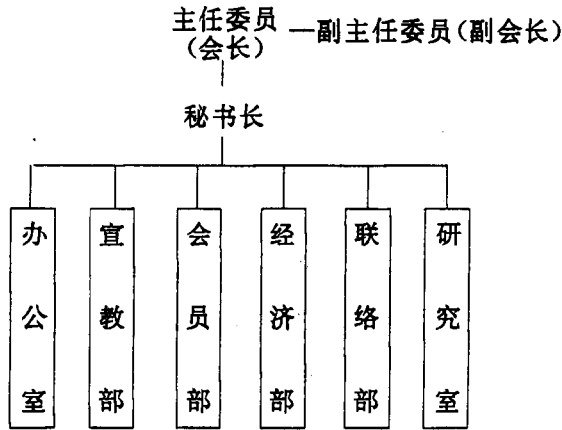 主任委员
(会长)
副主任委员(副会长)
秘书长
办公室
宣教部
会员部
经济部
联络部
研究室